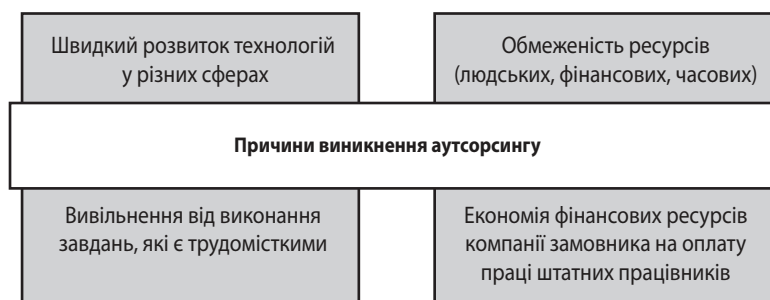 Швидкий розвиток технологій
у різних сферах
Обмеженість ресурсів
(людських, фінансових, часових)
Причини виникнення аутсорсингу
Вивільнення від виконання
завдань, які є трудомісткими
Економія фінансових ресурсів
компанії замовника на оплату
праці штатних працівників